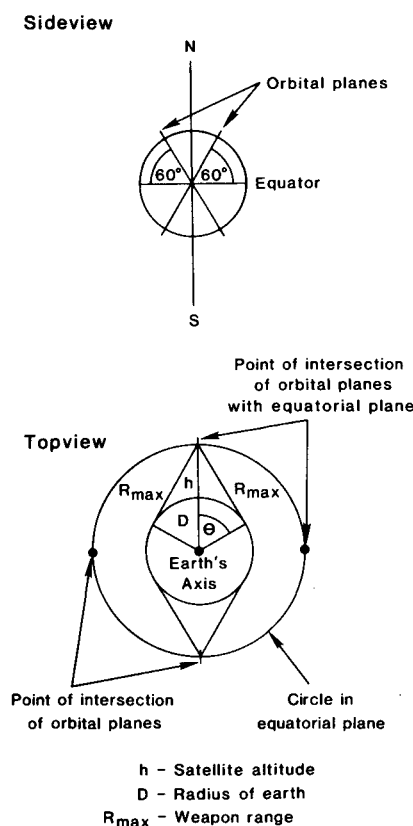 Sideview
N
Orbital planes
60° 60°
Equator
S
Point of intersection
of orbital planes
with equatorial plane
Topview
Rmax h Rmax
D Θ
Earth's
Axis
Point of intersection
of orbital planes
Circle in
equatorial plane
h - Satellite altitude
D - Radius of earth
Rmax - Weapon range